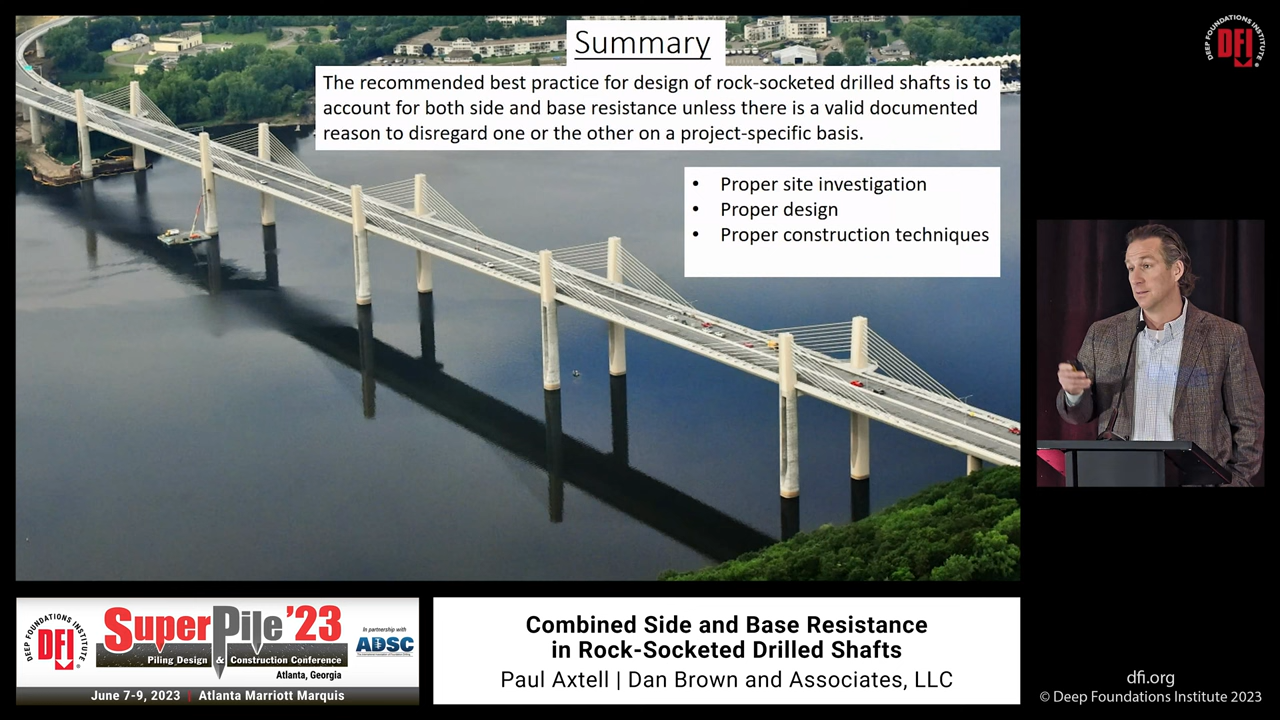 Summary
The recommended best practice for design of rock-socketed drilled shafts is to
account for both side and base resistance unless there is a valid documented
reason to disregard one or the other on a project-specific basis.
• Proper site investigation
• Proper design
• Proper construction techniques
DEEP FOUNDATIONS INSTITUTE
DFI
DEEP FOUNDATIONS INSTITUTE
DFI
SuperPile '23
Piling Design & Construction Conference
Atlanta, Georgia
In partnership with
ADSC
June 7-9, 2023 | Atlanta Marriott Marquis
Combined Side and Base Resistance
in Rock-Socketed Drilled Shafts
Paul Axtell | Dan Brown and Associates, LLC
dfi.org
© Deep Foundations Institute 2023